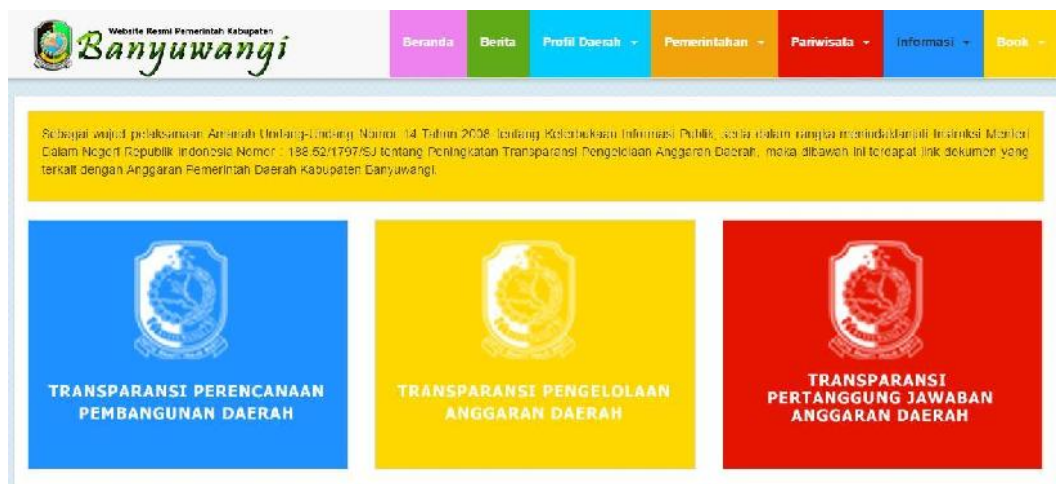 Website Resmi Pemerintah Kabupaten
Banyuwangi
Beranda
Berita
Profil Daerah
Pemerintahan
Pariwisata
Informasi
Book
Sebagai wujud pelaksanaan Amanah Undang-Undang Nomor 14 Tahun 2008 tentang Keterbukaan Informasi Publik, serta dalam rangka menindaklanjuti Instruksi Menteri
Dalam Negeri Republik Indonesia Nomor : 188.52/1797/SJ tentang Peningkatan Transparansi Pengelolaan Anggaran Daerah, maka dibawah ini terdapat link dokumen yang
terkait dengan Anggaran Pemerintah Daerah Kabupaten Banyuwangi.
TRANSPARANSI PERENCANAAN
PEMBANGUNAN DAERAH
TRANSPARANSI PENGELOLAAN
ANGGARAN DAERAH
TRANSPARANSI
PERTANGGUNG JAWABAN
ANGGARAN DAERAH